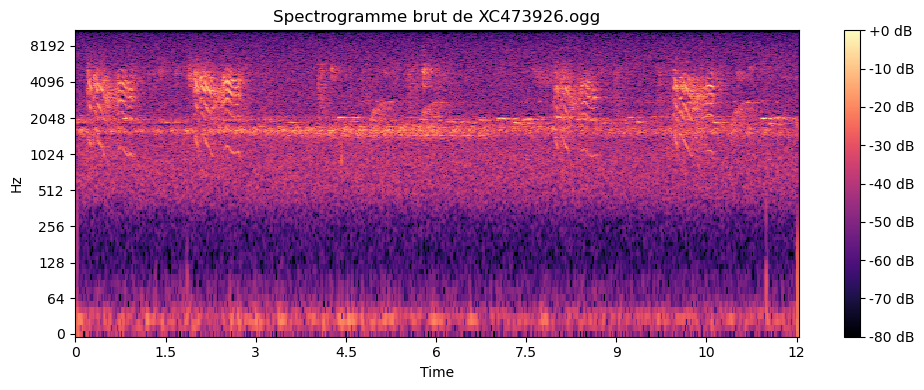 Spectrogramme brut de XC473926.ogg
8192
4096
2048
1024
512
256
128
64
0
Hz
0 1.5 3 4.5 6 7.5 9 10 12
Time
+0 dB
-10 dB
-20 dB
-30 dB
-40 dB
-50 dB
-60 dB
-70 dB
-80 dB